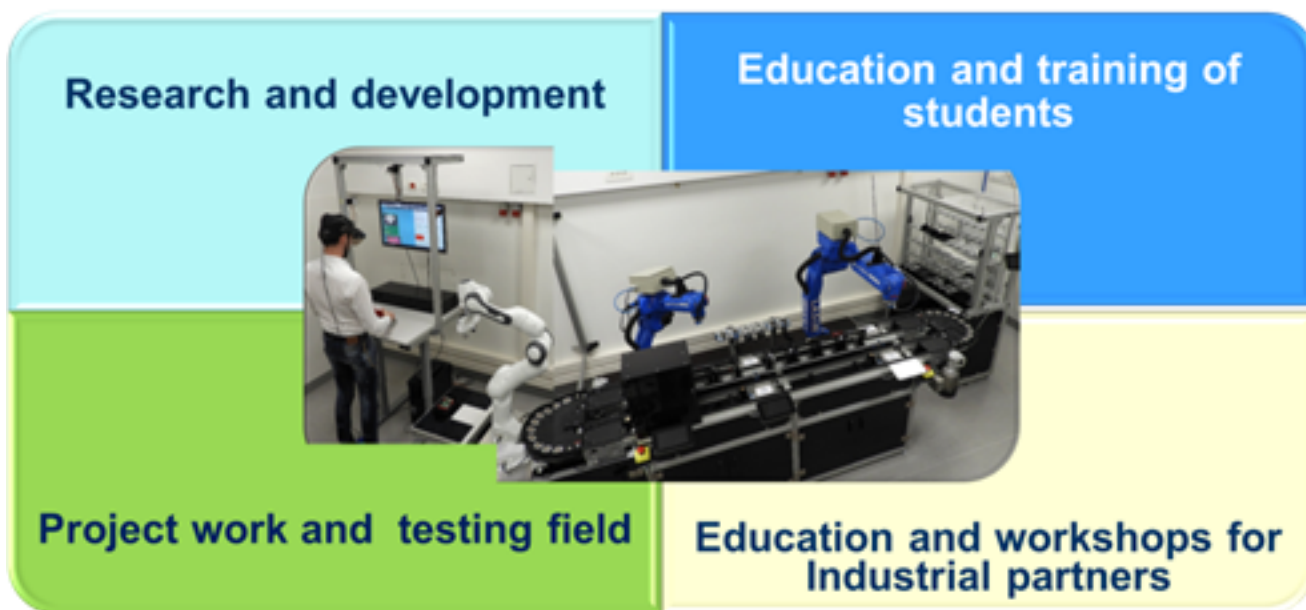 Research and development
Education and training of
students
Project work and  testing field
Education and workshops for
Industrial partners